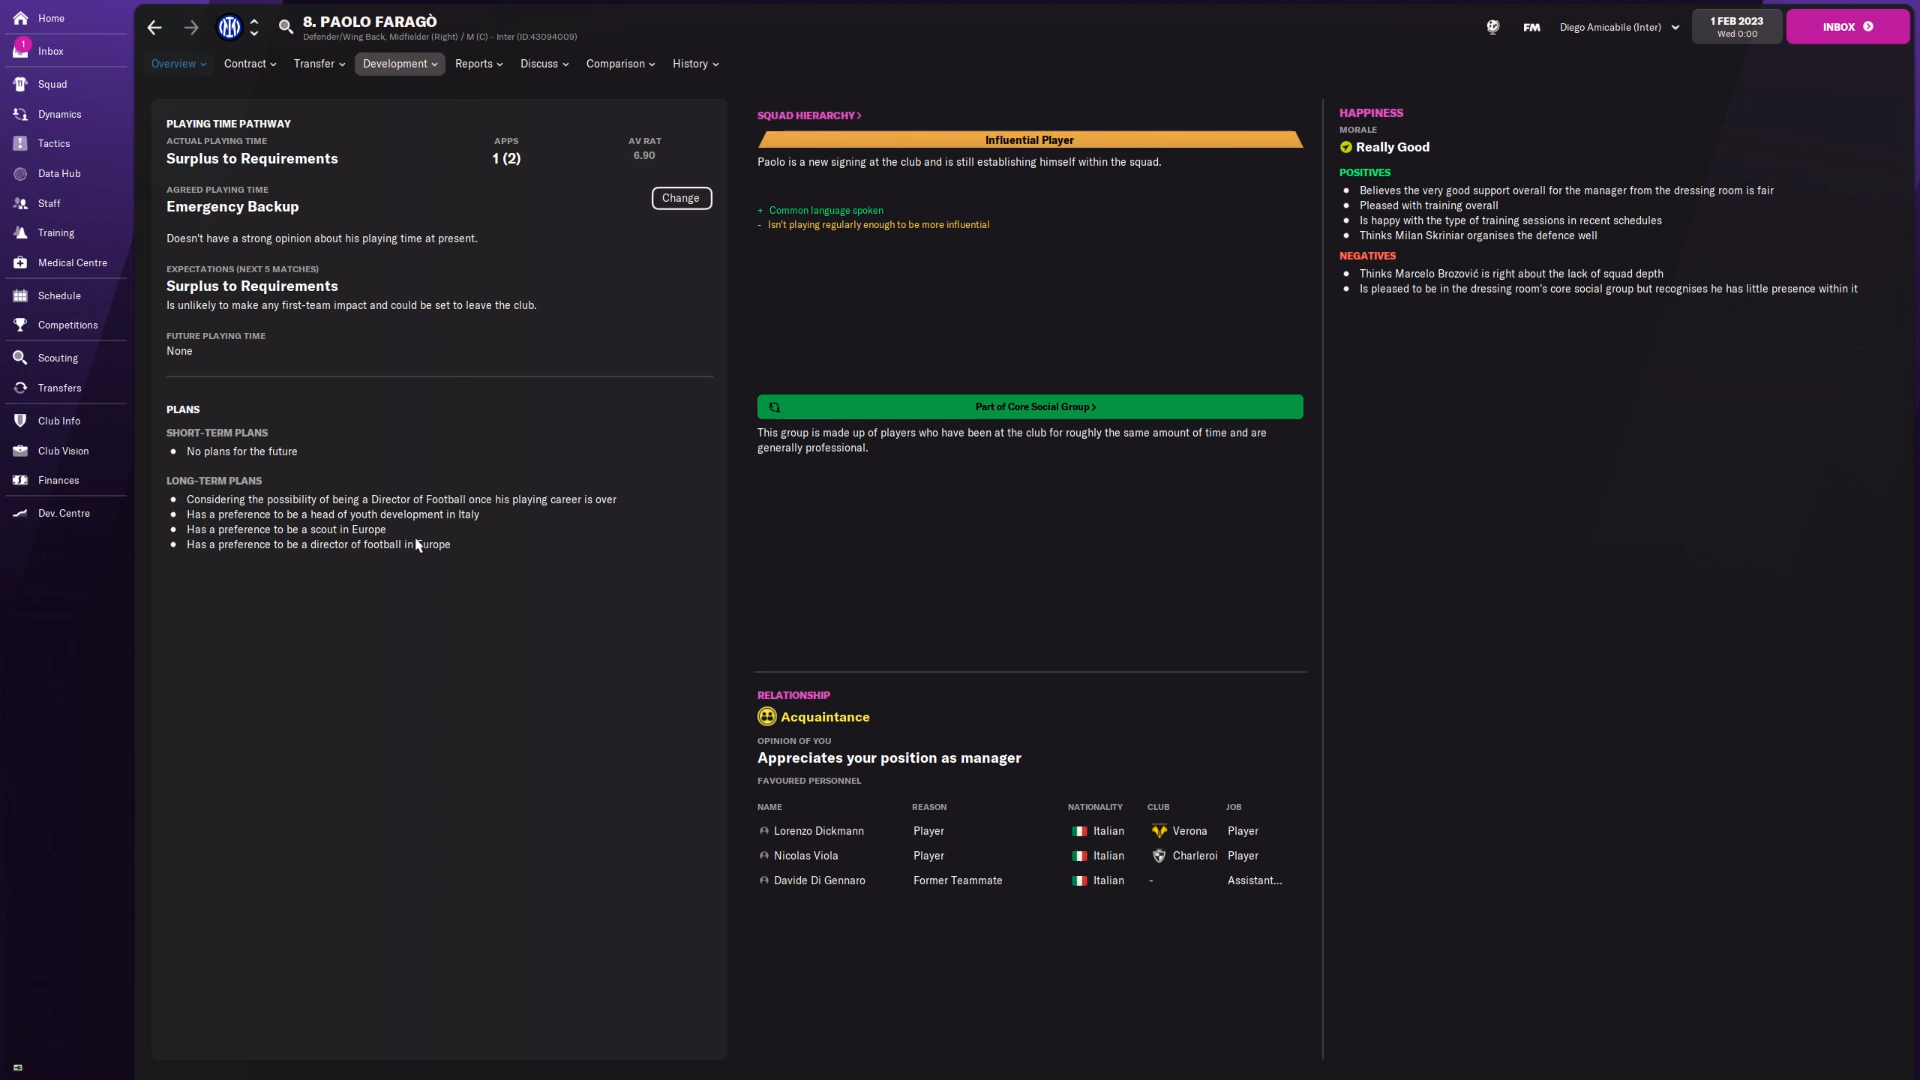 Home
1
Inbox
Squad
Dynamics
Tactics
Data Hub
Staff
Training
Medical Centre
Schedule
Competitions
Scouting
Transfers
Club Info
Club Vision
Finances
Dev. Centre
8. PAOLO FARAGÒ
Defender/Wing Back, Midfielder (Right) / M (C) - Inter (ID:43094009)
FM
Diego Amicabile (Inter)
1 FEB 2023
Wed 0:00
INBOX
Overview
Contract
Transfer
Development
Reports
Discuss
Comparison
History
PLAYING TIME PATHWAY
ACTUAL PLAYING TIME
APPS
AV RAT
Surplus to Requirements
1 (2)
6.90
AGREED PLAYING TIME
Emergency Backup
Change
Doesn't have a strong opinion about his playing time at present.
EXPECTATIONS (NEXT 5 MATCHES)
Surplus to Requirements
Is unlikely to make any first-team impact and could be set to leave the club.
FUTURE PLAYING TIME
None
PLANS
SHORT-TERM PLANS
No plans for the future
LONG-TERM PLANS
Considering the possibility of being a Director of Football once his playing career is over
Has a preference to be a head of youth development in Italy
Has a preference to be a scout in Europe
Has a preference to be a director of football in Europe
SQUAD HIERARCHY >
Influential Player
Paolo is a new signing at the club and is still establishing himself within the squad.
+ Common language spoken
- Isn't playing regularly enough to be more influential
Part of Core Social Group >
This group is made up of players who have been at the club for roughly the same amount of time and are
generally professional.
RELATIONSHIP
Acquaintance
OPINION OF YOU
Appreciates your position as manager
FAVOURED PERSONNEL
NAME REASON NATIONALITY CLUB JOB
Lorenzo Dickmann Player Italian Verona Player
Nicolas Viola Player Italian Charleroi Player
Davide Di Gennaro Former Teammate Italian - Assistant...
HAPPINESS
MORALE
Really Good
POSITIVES
Believes the very good support overall for the manager from the dressing room is fair
Pleased with training overall
Is happy with the type of training sessions in recent schedules
Thinks Milan Skriniar organises the defence well
NEGATIVES
Thinks Marcelo Brozović is right about the lack of squad depth
Is pleased to be in the dressing room's core social group but recognises he has little presence within it